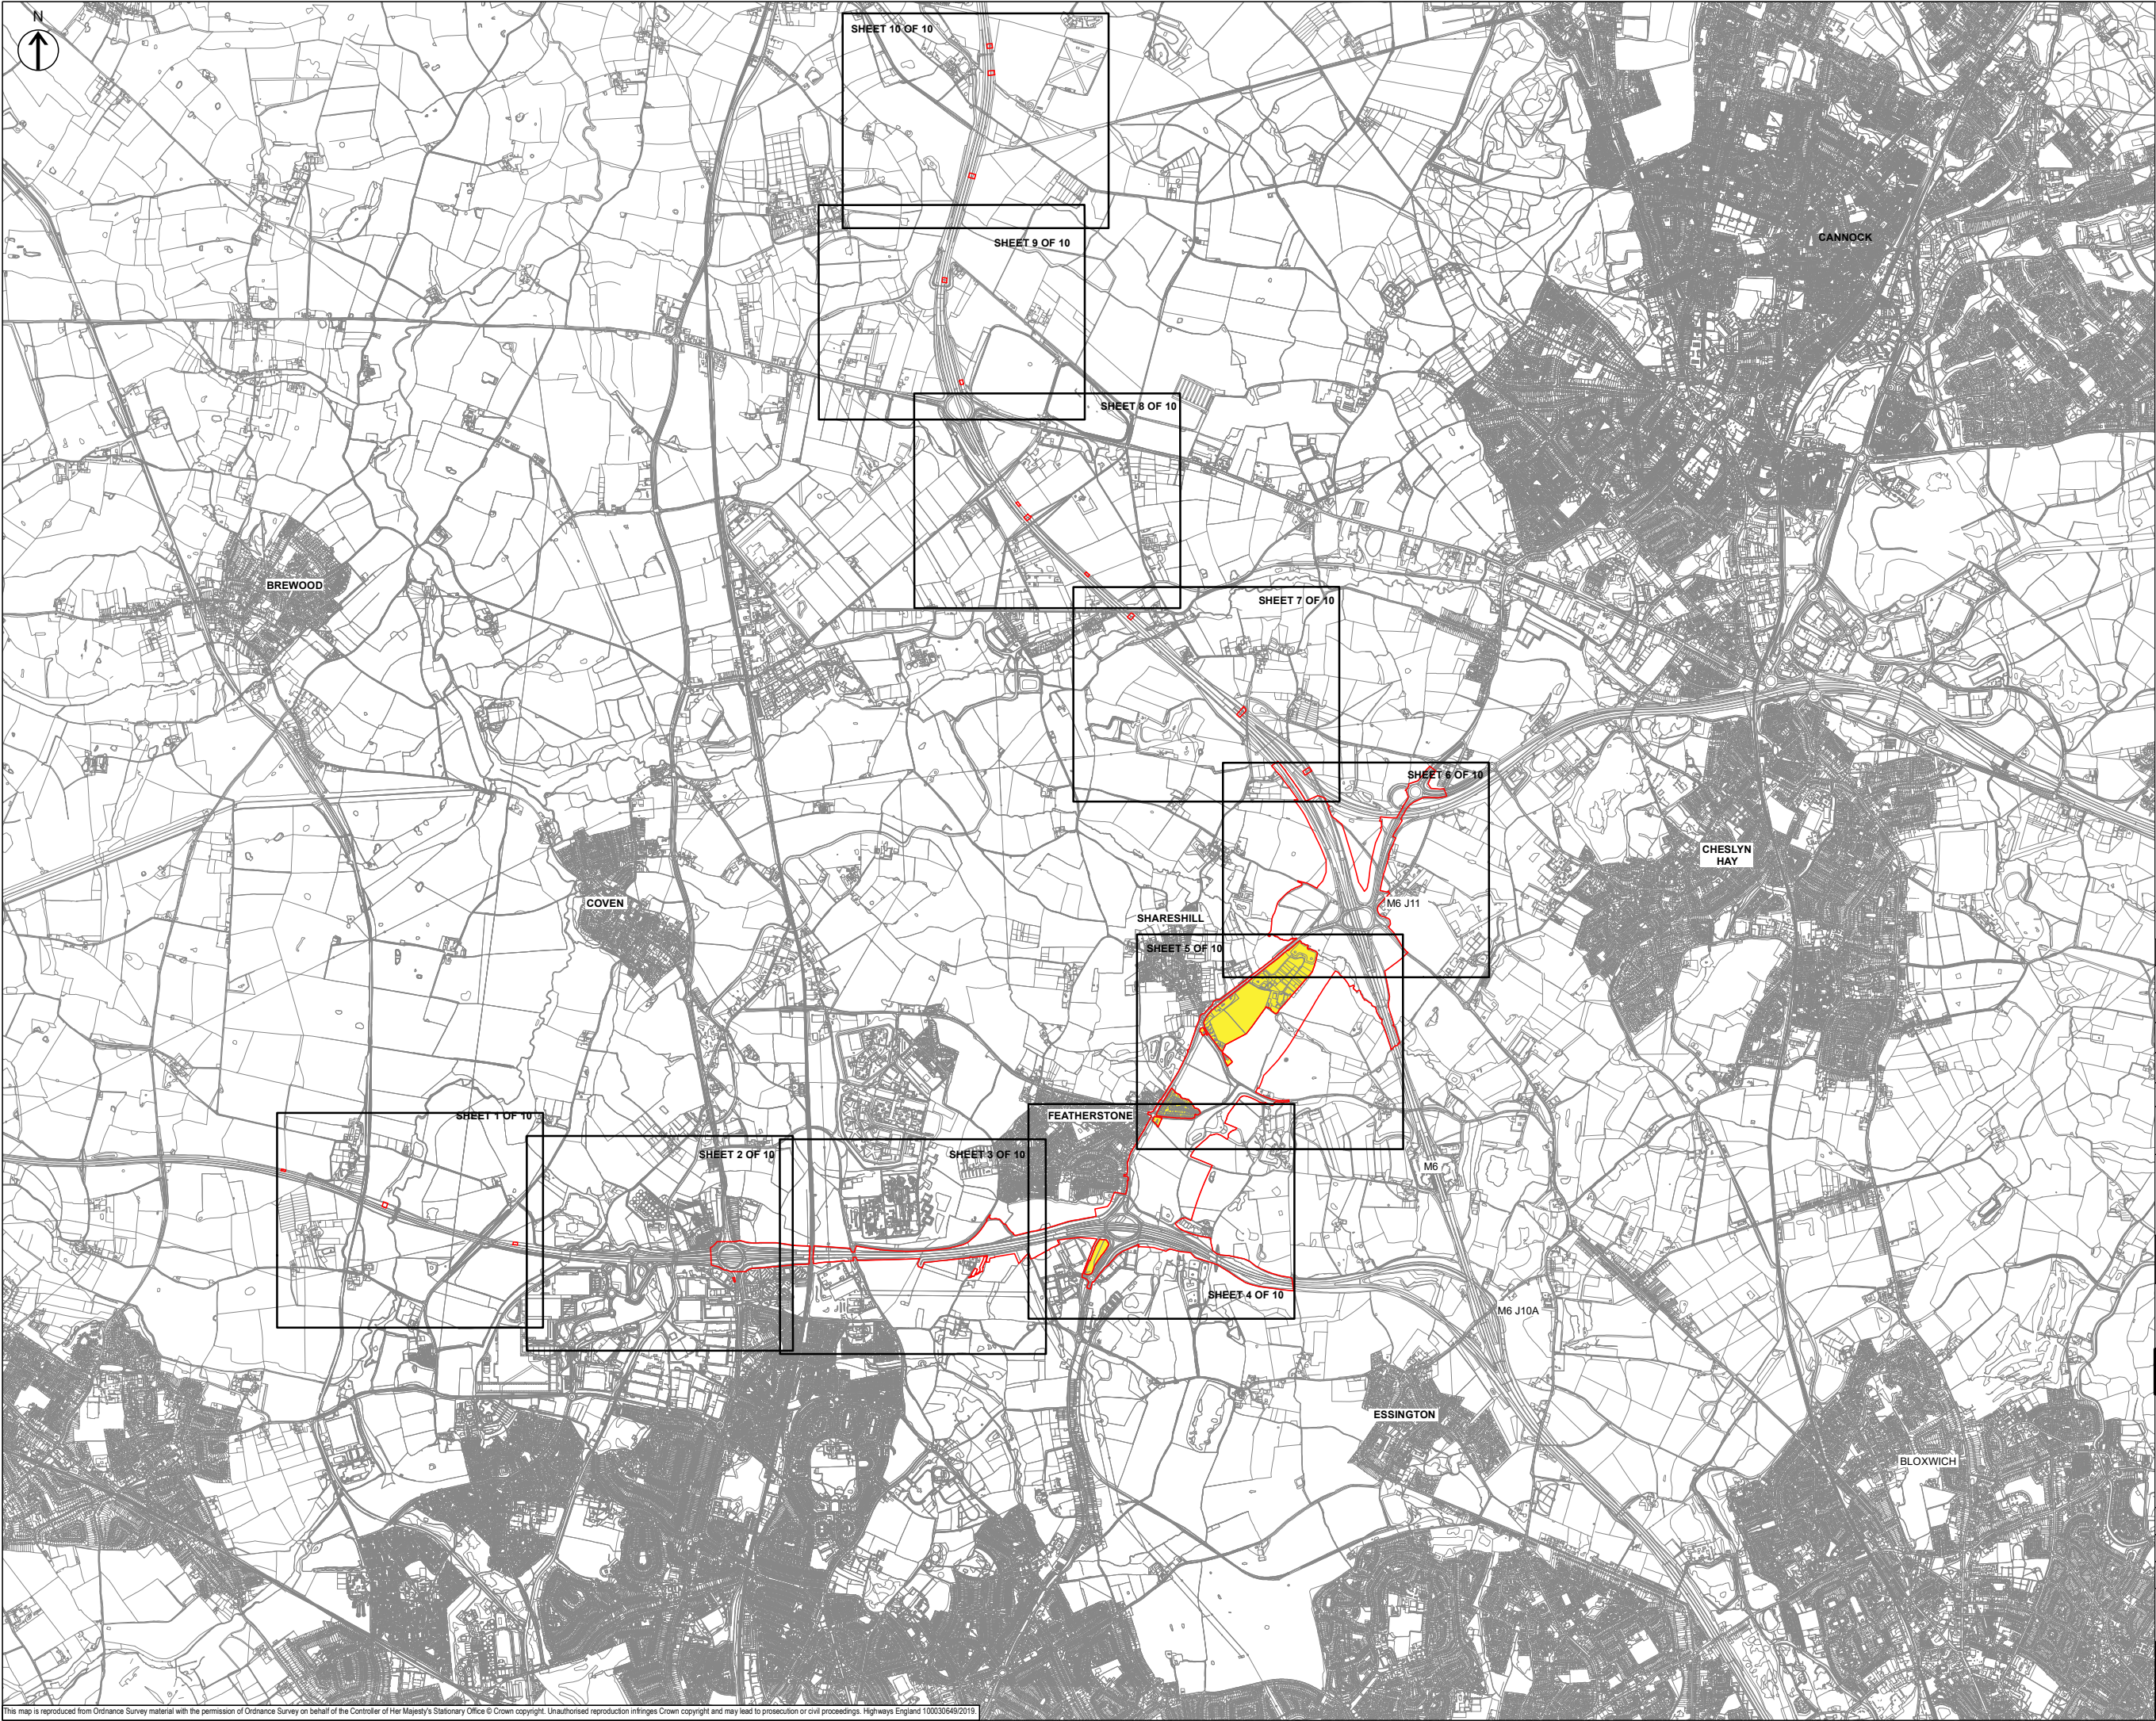 N
SHEET 10 OF 10
SHEET 9 OF 10
CANNOCK
SHEET 8 OF 10
BREWOOD
SHEET 7 OF 10
SHEET 6 OF 10
CHESLYN
HAY
COVEN
M6 J11
SHARESHILL
SHEET 5 OF 10
SHEET 1 OF 10
FEATHERSTONE
SHEET 2 OF 10
SHEET 3 OF 10
M6
SHEET 4 OF 10
M6 J10A
ESSINGTON
BLOXWICH
This map is reproduced from Ordnance Survey material with the permission of Ordnance Survey on behalf of the Controller of Her Majesty's Stationary Office © Crown copyright. Unauthorised reproduction infringes Crown copyright and may lead to prosecution or civil proceedings. Highways England 100030649/2019.